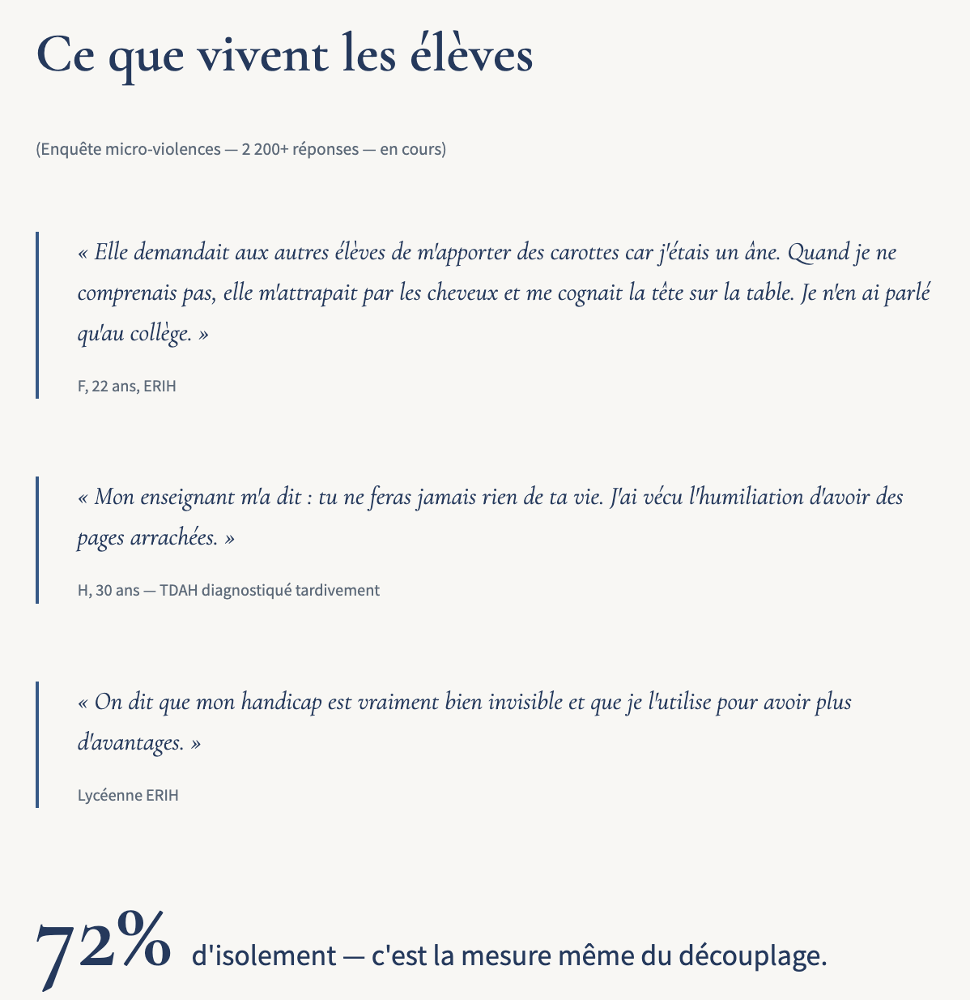 Ce que vivent les élèves
(Enquête micro-violences — 2 200+ réponses — en cours)
« Elle demandait aux autres élèves de m'apporter des carottes car j'étais un âne. Quand je ne
comprenais pas, elle m'attrapait par les cheveux et me cognait la tête sur la table. Je n'en ai parlé
qu'au collège. »
F, 22 ans, ERIH
« Mon enseignant m'a dit : tu ne feras jamais rien de ta vie. J'ai vécu l'humiliation d'avoir des
pages arrachées. »
H, 30 ans — TDAH diagnostiqué tardivement
« On dit que mon handicap est vraiment bien invisible et que je l'utilise pour avoir plus
d'avantages. »
Lycéenne ERIH
72% d'isolement — c'est la mesure même du découplage.